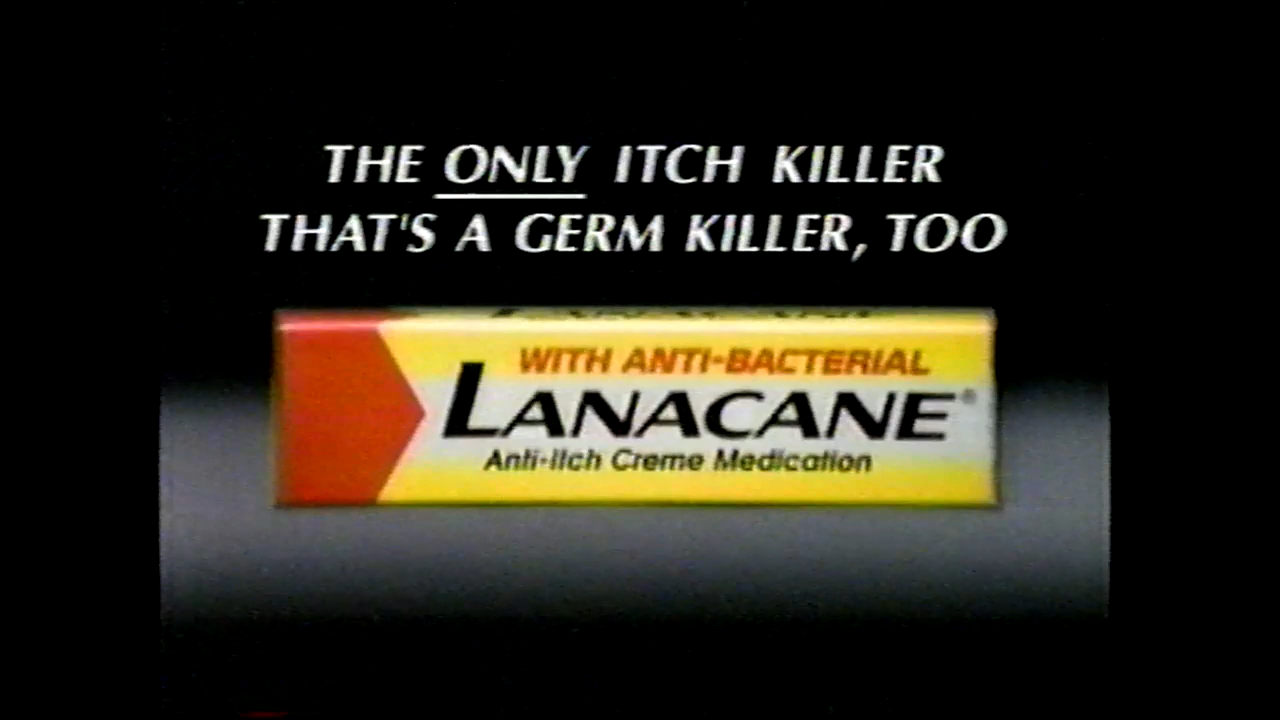 THE ONLY ITCH KILLER
THAT'S A GERM KILLER, TOO
WITH ANTI-BACTERIAL
LANACANE®
Anti-Itch Creme Medication